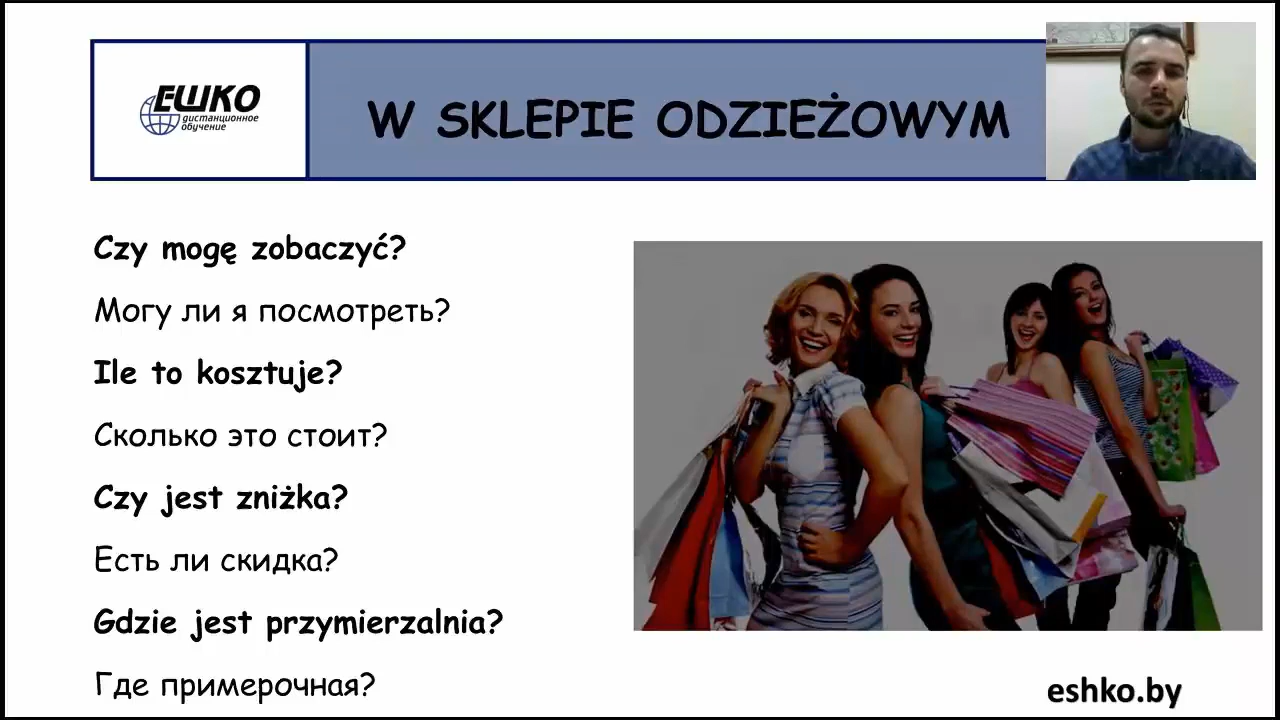 ЕШКО
дистанционное
обучение
W SKLEPIE ODZIEŻOWYM
Czy mogę zobaczyć?
Могу ли я посмотреть?
Ile to kosztuje?
Сколько это стоит?
Czy jest zniżka?
Есть ли скидка?
Gdzie jest przymierzalnia?
Где примерочная?
eshko.by